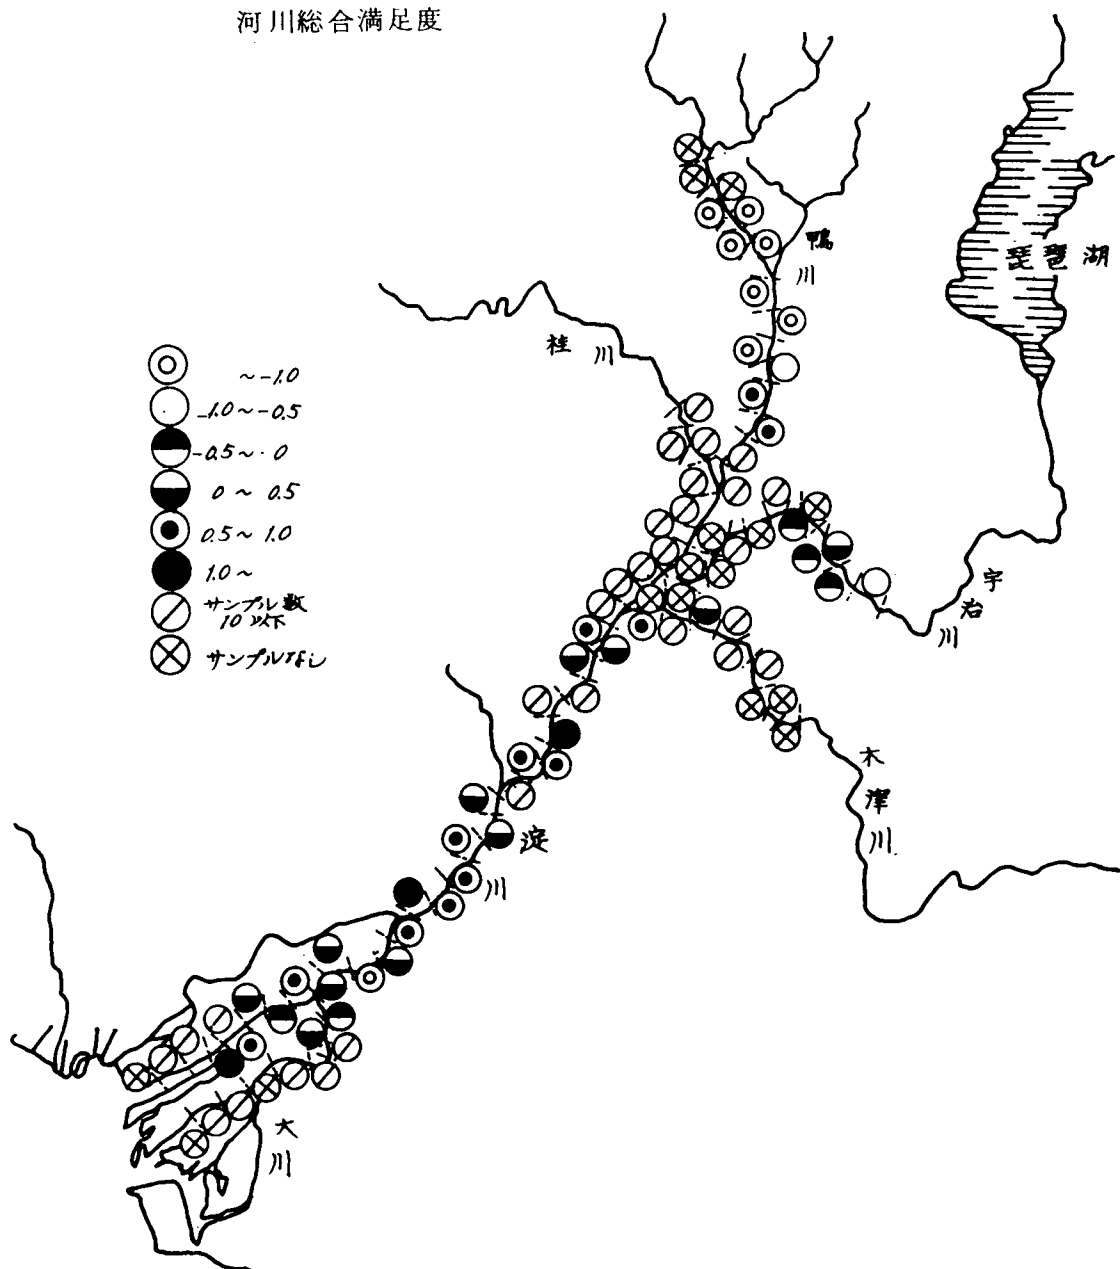 河川総合満足度
鴨川
琵琶湖
桂川
~-1.0
-1.0~-0.5
-0.5~0
0~0.5
0.5~1.0
1.0~
サンプル数
10以下
サンプルなし
宇治川
木津川
淀川
大川